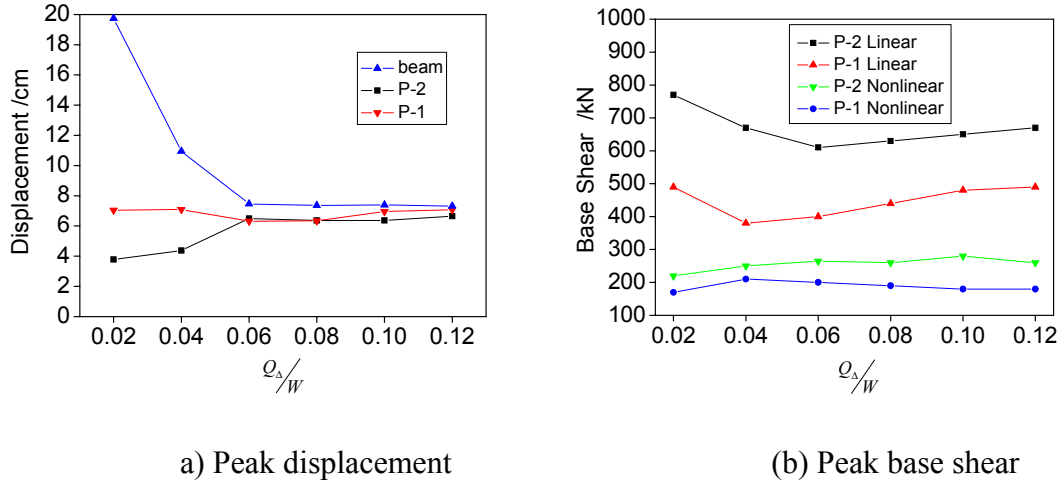 20
18
16
14
12
10
8
6
4
2
0
Displacement /cm
beam
P-2
P-1
0.02 0.04 0.06 0.08 0.10 0.12
Q_Δ/W
a) Peak displacement
1000
900
800
700
600
500
400
300
200
100
Base Shear /kN
P-2 Linear
P-1 Linear
P-2 Nonlinear
P-1 Nonlinear
0.02 0.04 0.06 0.08 0.10 0.12
Q_Δ/W
(b) Peak base shear